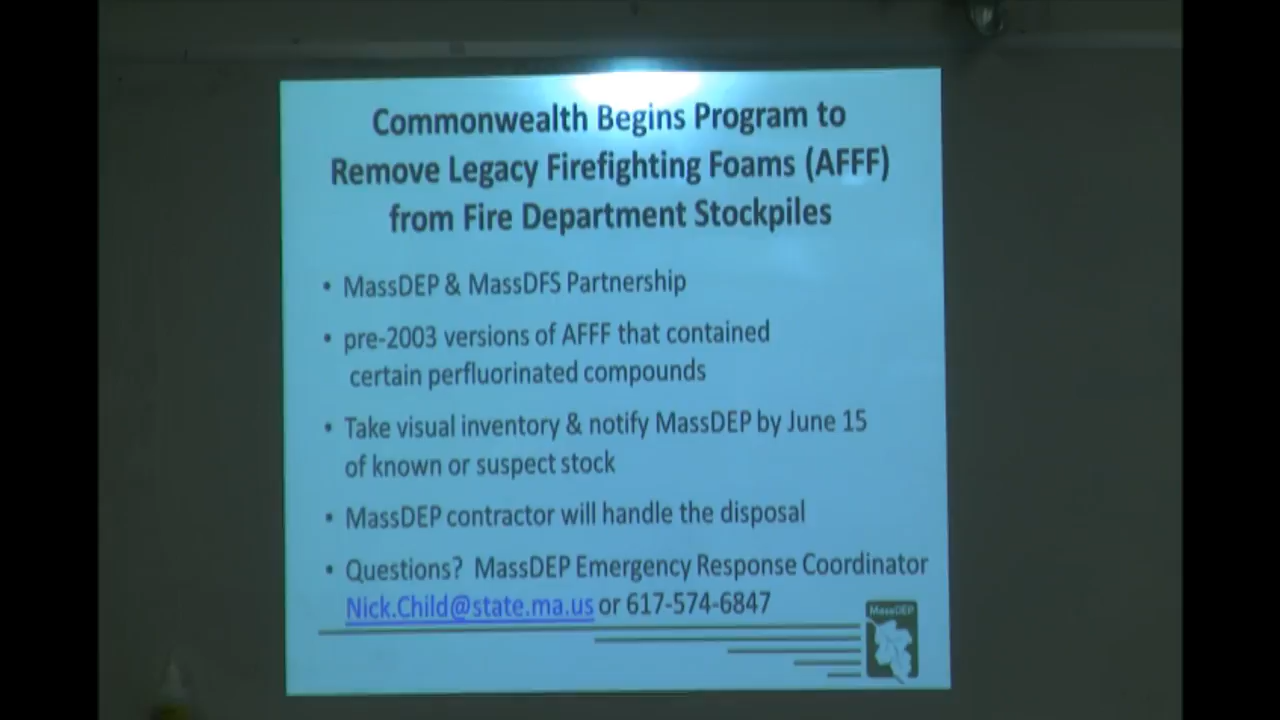 Commonwealth Begins Program to
Remove Legacy Firefighting Foams (AFFF)
from Fire Department Stockpiles
• MassDEP & MassDFS Partnership
• pre-2003 versions of AFFF that contained
certain perfluorinated compounds
• Take visual inventory & notify MassDEP by June 15
of known or suspect stock
• MassDEP contractor will handle the disposal
• Questions? MassDEP Emergency Response Coordinator
Nick.Child@state.ma.us or 617-574-6847
MassDEP